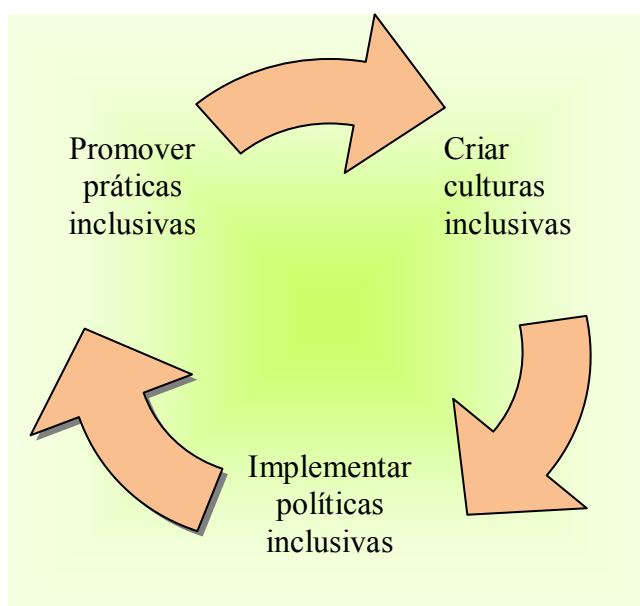 Promover
práticas
inclusivas
Criar
culturas
inclusivas
Implementar
políticas
inclusivas